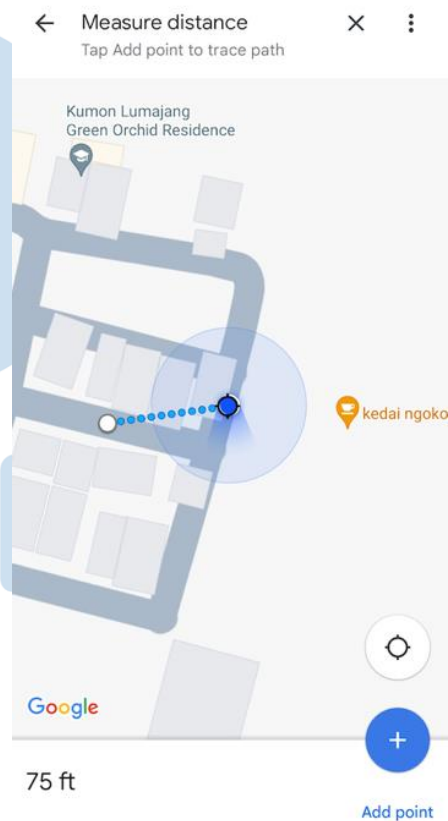 Measure distance
Tap Add point to trace path
Kumon Lumajang
Green Orchid Residence
kedai ngoko
Google
75 ft
Add point